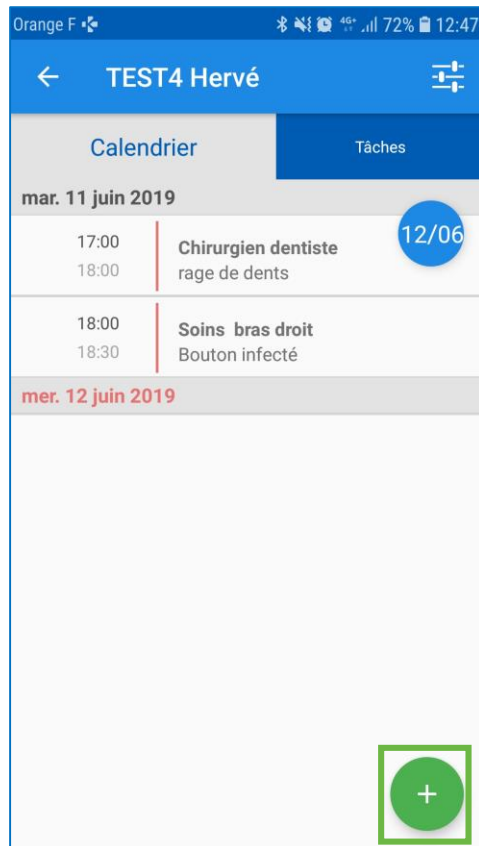 Orange F 4G+ 72% 12:47
TEST4 Hervé
Calendrier Tâches
mar. 11 juin 2019
12/06
17:00 Chirurgien dentiste
18:00 rage de dents
18:00 Soins bras droit
18:30 Bouton infecté
mer. 12 juin 2019
+